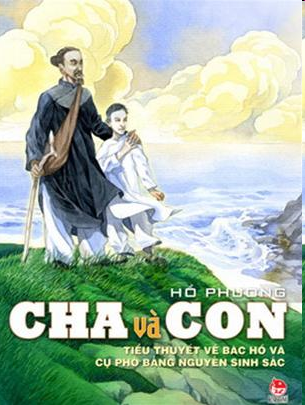 HỒ PHƯƠNG
CHA và CON
TIỂU THUYẾT VỀ BÁC HỒ VÀ
CỤ PHÓ BẢNG NGUYỄN SINH SẮC